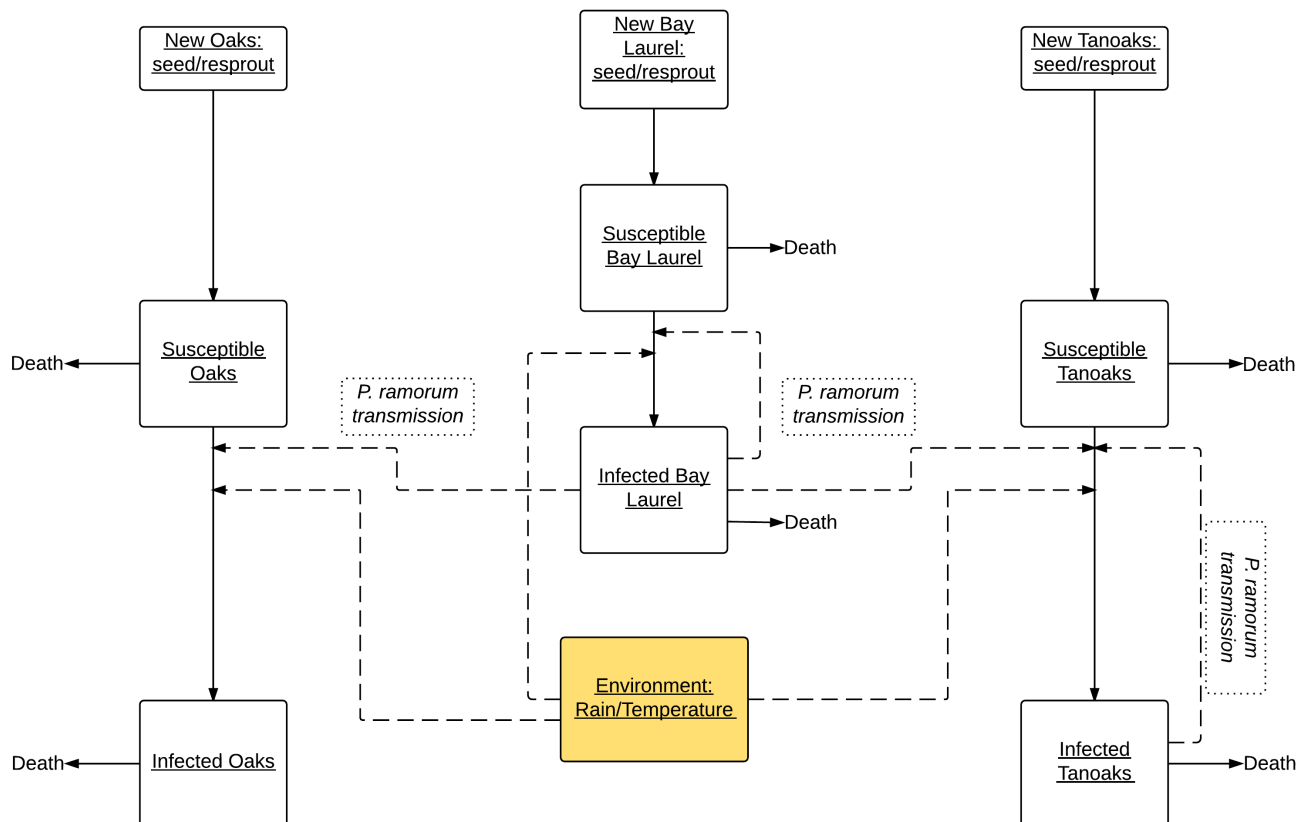 New Oaks:
seed/resprout
New Bay
Laurel:
seed/resprout
New Tanoaks:
seed/resprout
Susceptible
Bay Laurel
Death
Susceptible
Oaks
Death
Susceptible
Tanoaks
Death
P. ramorum
transmission
P. ramorum
transmission
Infected Bay
Laurel
Death
P. ramorum
transmission
Environment:
Rain/Temperature
Infected Oaks
Death
Infected
Tanoaks
Death